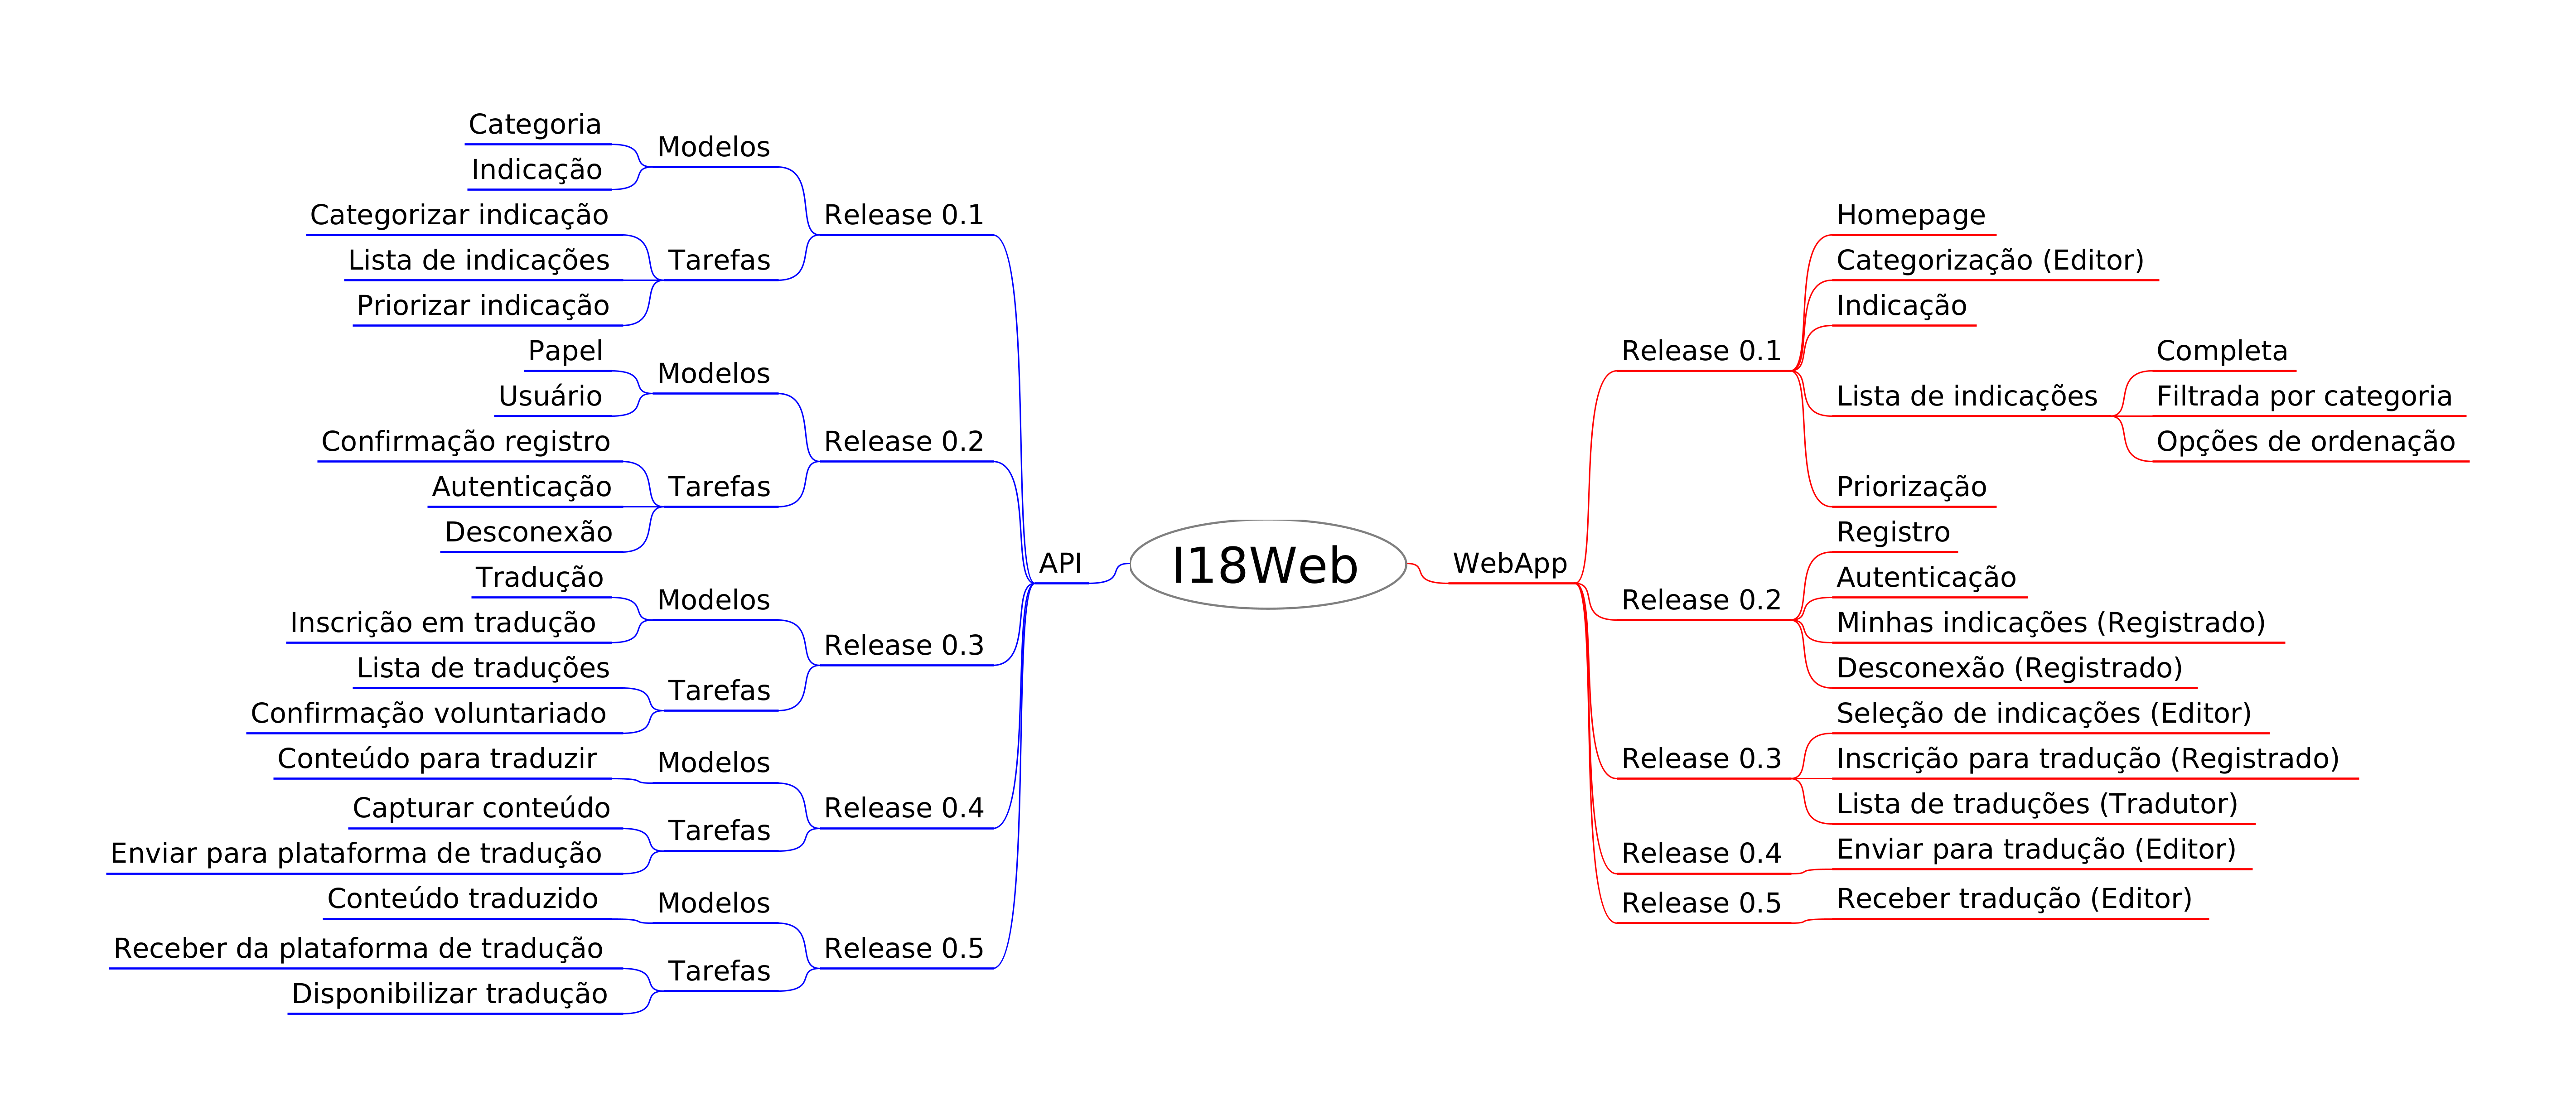 I18Web
API
Release 0.1
Modelos
Categoria
Indicação
Tarefas
Categorizar indicação
Lista de indicações
Priorizar indicação
Release 0.2
Modelos
Papel
Usuário
Tarefas
Confirmação registro
Autenticação
Desconexão
Release 0.3
Modelos
Tradução
Inscrição em tradução
Tarefas
Lista de traduções
Confirmação voluntariado
Release 0.4
Modelos
Conteúdo para traduzir
Tarefas
Capturar conteúdo
Enviar para plataforma de tradução
Release 0.5
Modelos
Conteúdo traduzido
Tarefas
Receber da plataforma de tradução
Disponibilizar tradução
WebApp
Release 0.1
Homepage
Categorização (Editor)
Indicação
Lista de indicações
Completa
Filtrada por categoria
Opções de ordenação
Priorização
Release 0.2
Registro
Autenticação
Minhas indicações (Registrado)
Desconexão (Registrado)
Release 0.3
Seleção de indicações (Editor)
Inscrição para tradução (Registrado)
Lista de traduções (Tradutor)
Release 0.4
Enviar para tradução (Editor)
Release 0.5
Receber tradução (Editor)